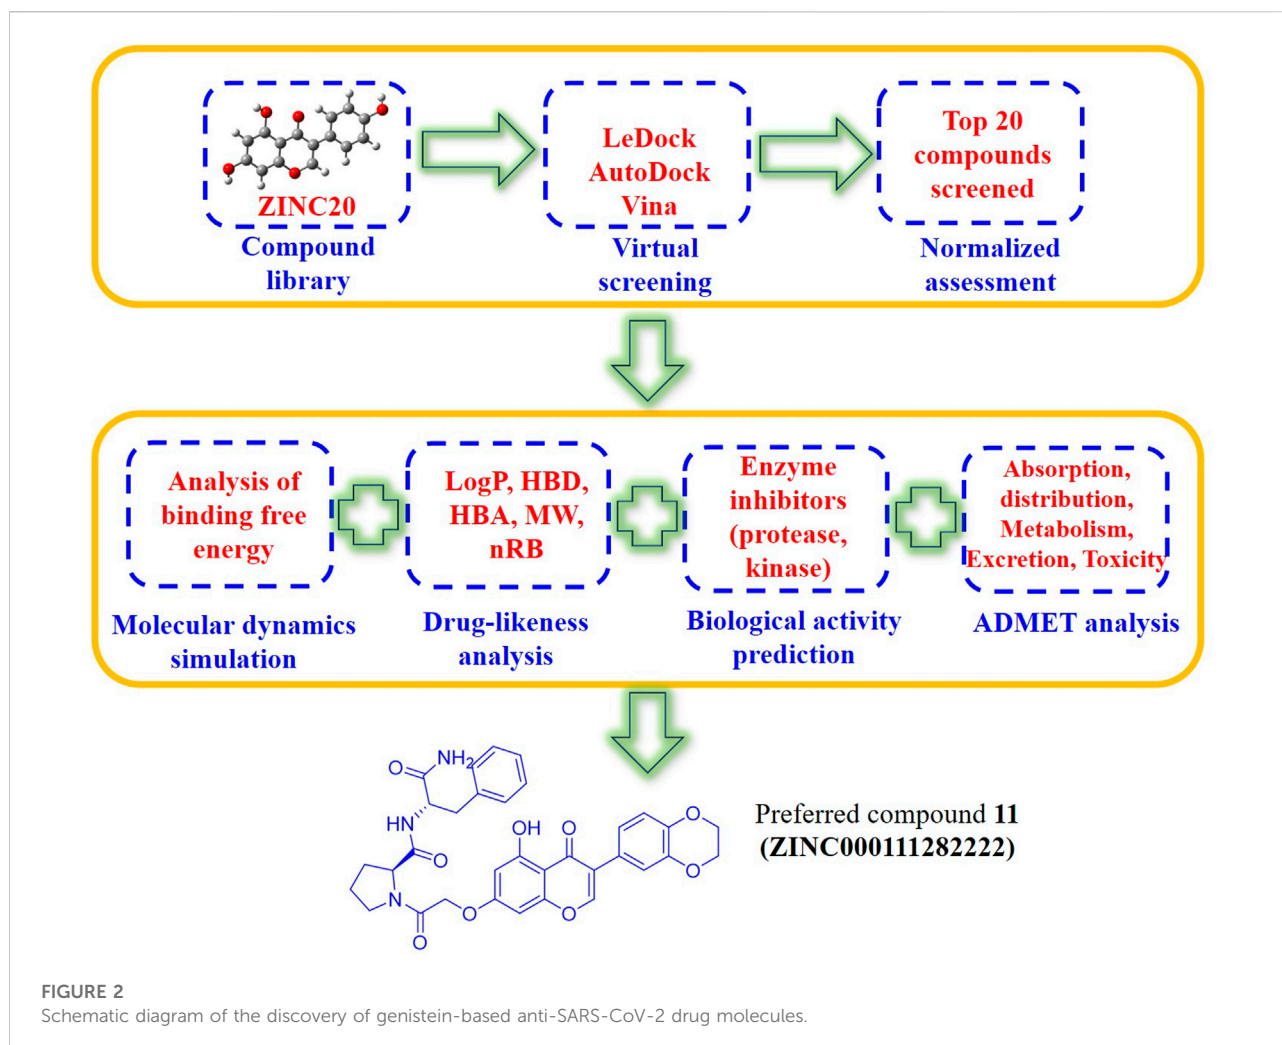 ZINC20
Compound
library
LeDock
AutoDock
Vina
Virtual
screening
Top 20
compounds
screened
Normalized
assessment
Analysis of
binding free
energy
Molecular dynamics
simulation
LogP, HBD,
HBA, MW,
nRB
Drug-likeness
analysis
Enzyme
inhibitors
(protease,
kinase)
Biological activity
prediction
Absorption,
distribution,
Metabolism,
Excretion, Toxicity
ADMET analysis
O
NH2
HN
O
N
O
O
OH
O
O
O
O
Preferred compound 11
(ZINC000111282222)
FIGURE 2
Schematic diagram of the discovery of genistein-based anti-SARS-CoV-2 drug molecules.